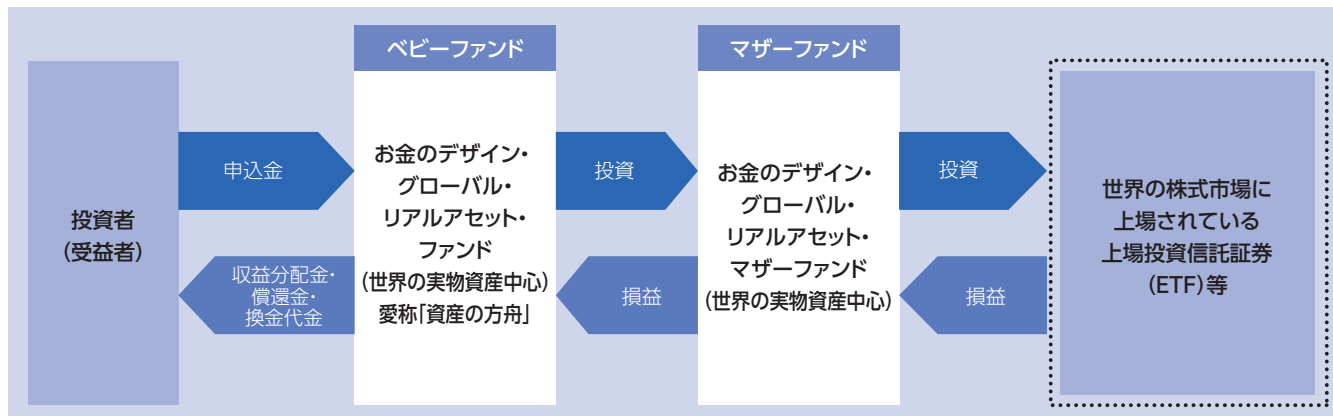 ベビーファンド
マザーファンド
投資者
(受益者)
申込金
収益分配金・
償還金・
換金代金
お金のデザイン・
グローバル・
リアルアセット・
ファンド
(世界の実物資産中心)
愛称｢資産の方舟｣
投資
損益
お金のデザイン・
グローバル・
リアルアセット・
マザーファンド
(世界の実物資産中心)
投資
損益
世界の株式市場に
上場されている
上場投資信託証券
(ETF)等